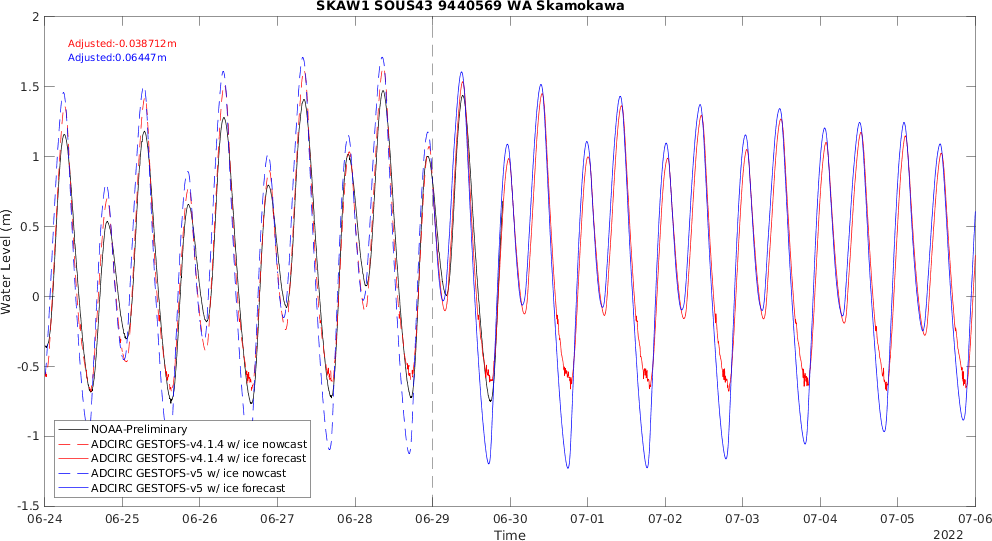 SKAW1 SOUS43 9440569 WA Skamokawa
Adjusted:-0.038712m
Adjusted:0.06447m
2
1.5
1
0.5
0
-0.5
-1
-1.5
Water Level (m)
NOAA-Preliminary
ADCIRC GESTOFS-v4.1.4 w/ ice nowcast
ADCIRC GESTOFS-v4.1.4 w/ ice forecast
ADCIRC GESTOFS-v5 w/ ice nowcast
ADCIRC GESTOFS-v5 w/ ice forecast
06-24 06-25 06-26 06-27 06-28 06-29 06-30 07-01 07-02 07-03 07-04 07-05 07-06
Time
2022